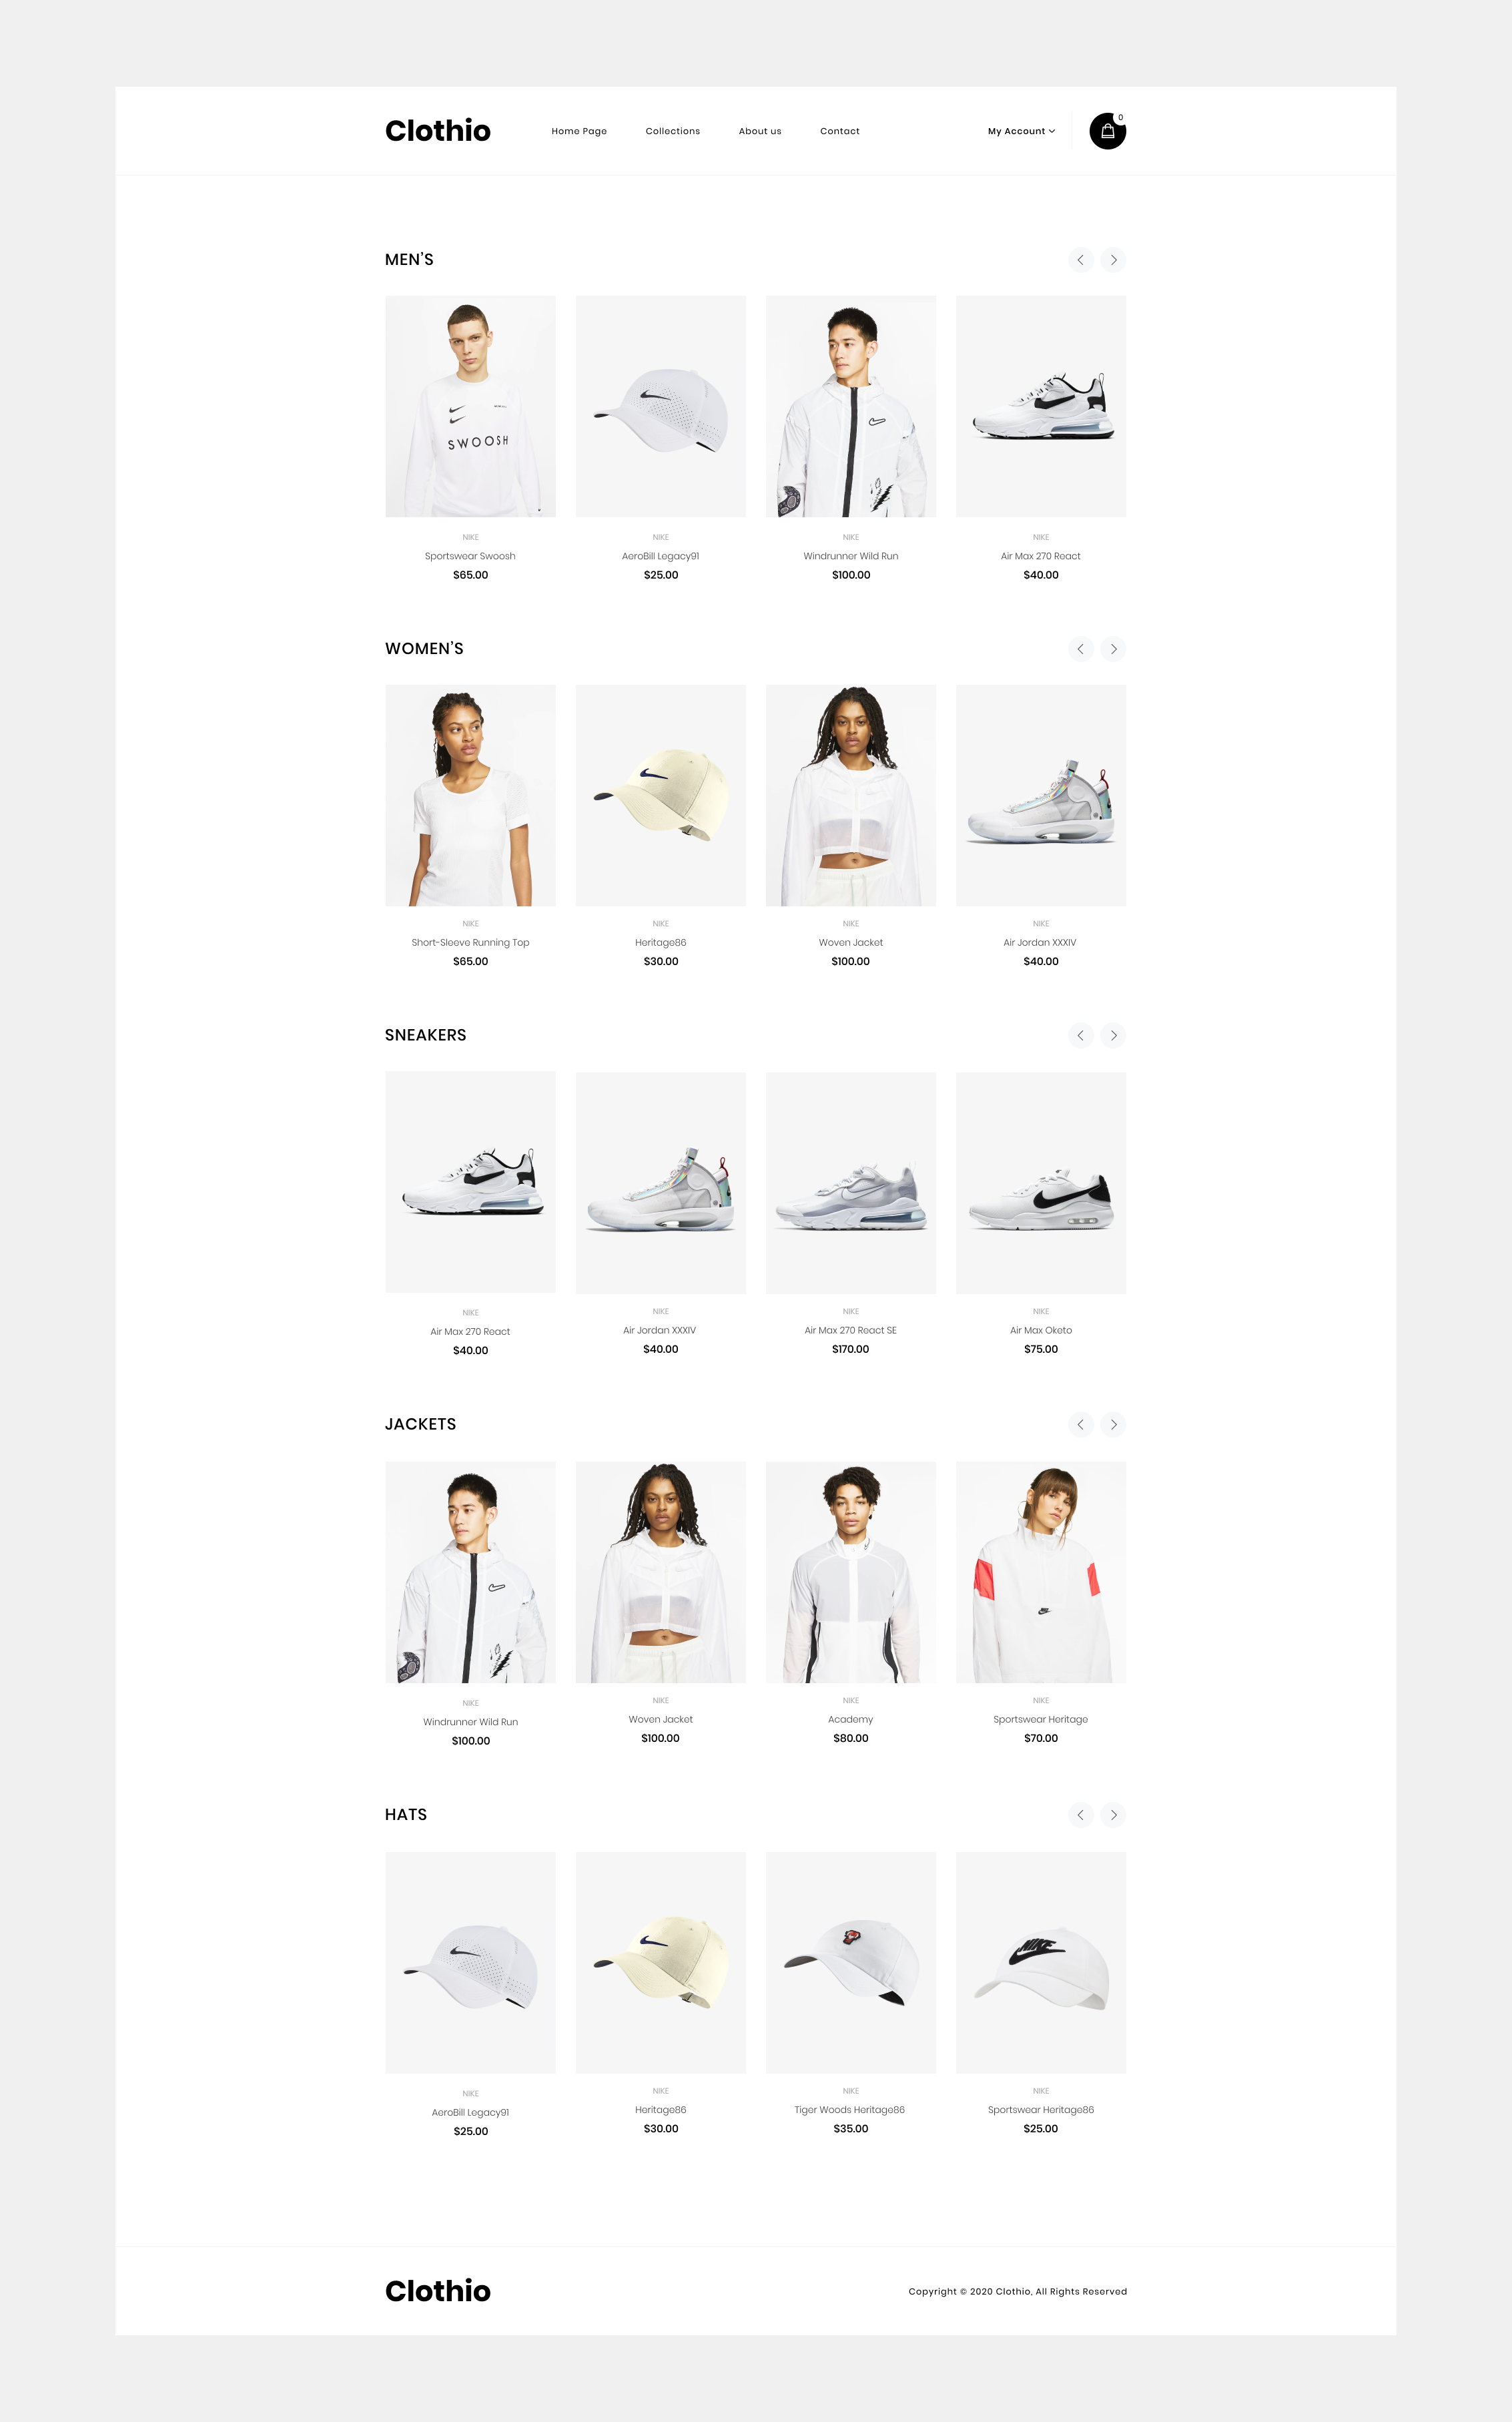 Clothio Home Page Collections About us Contact My Account 0
MEN'S
SWOOSH
NIKE NIKE NIKE NIKE
Sportswear Swoosh AeroBill Legacy91 Windrunner Wild Run Air Max 270 React
$65.00 $25.00 $100.00 $40.00
WOMEN'S
NIKE NIKE NIKE NIKE
Short-Sleeve Running Top Heritage86 Woven Jacket Air Jordan XXXIV
$65.00 $30.00 $100.00 $40.00
SNEAKERS
NIKE NIKE NIKE NIKE
Air Max 270 React Air Jordan XXXIV Air Max 270 React SE Air Max Oketo
$40.00 $40.00 $170.00 $75.00
JACKETS
NIKE NIKE NIKE NIKE
Windrunner Wild Run Woven Jacket Academy Sportswear Heritage
$100.00 $100.00 $80.00 $70.00
HATS
NIKE
NIKE NIKE NIKE NIKE
AeroBill Legacy91 Heritage86 Tiger Woods Heritage86 Sportswear Heritage86
$25.00 $30.00 $35.00 $25.00
Clothio Copyright © 2020 Clothio, All Rights Reserved